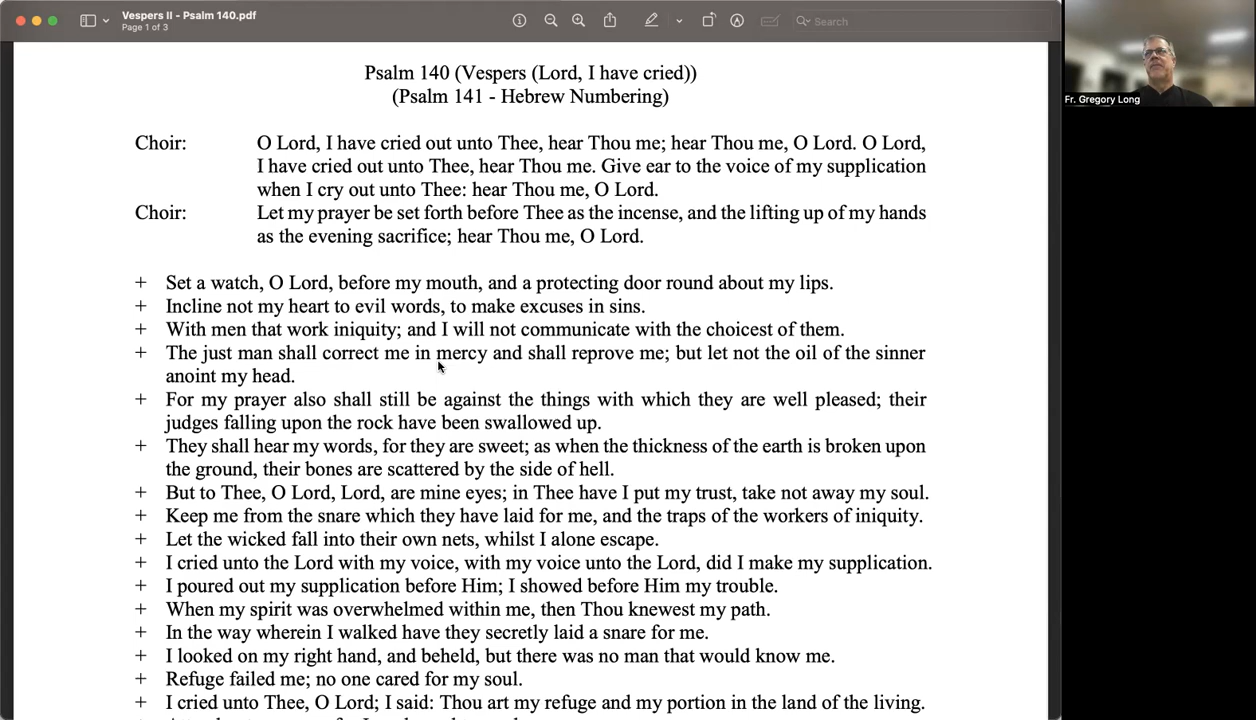 Vespers II - Psalm 140.pdf
Page 1 of 3
Search
Fr. Gregory Long
Psalm 140 (Vespers (Lord, I have cried))
(Psalm 141 - Hebrew Numbering)
Choir: O Lord, I have cried out unto Thee, hear Thou me; hear Thou me, O Lord. O Lord,
I have cried out unto Thee, hear Thou me. Give ear to the voice of my supplication
when I cry out unto Thee: hear Thou me, O Lord.
Choir: Let my prayer be set forth before Thee as the incense, and the lifting up of my hands
as the evening sacrifice; hear Thou me, O Lord.
+ Set a watch, O Lord, before my mouth, and a protecting door round about my lips.
+ Incline not my heart to evil words, to make excuses in sins.
+ With men that work iniquity; and I will not communicate with the choicest of them.
+ The just man shall correct me in mercy and shall reprove me; but let not the oil of the sinner
anoint my head.
+ For my prayer also shall still be against the things with which they are well pleased; their
judges falling upon the rock have been swallowed up.
+ They shall hear my words, for they are sweet; as when the thickness of the earth is broken upon
the ground, their bones are scattered by the side of hell.
+ But to Thee, O Lord, Lord, are mine eyes; in Thee have I put my trust, take not away my soul.
+ Keep me from the snare which they have laid for me, and the traps of the workers of iniquity.
+ Let the wicked fall into their own nets, whilst I alone escape.
+ I cried unto the Lord with my voice, with my voice unto the Lord, did I make my supplication.
+ I poured out my supplication before Him; I showed before Him my trouble.
+ When my spirit was overwhelmed within me, then Thou knewest my path.
+ In the way wherein I walked have they secretly laid a snare for me.
+ I looked on my right hand, and beheld, but there was no man that would know me.
+ Refuge failed me; no one cared for my soul.
+ I cried unto Thee, O Lord; I said: Thou art my refuge and my portion in the land of the living.